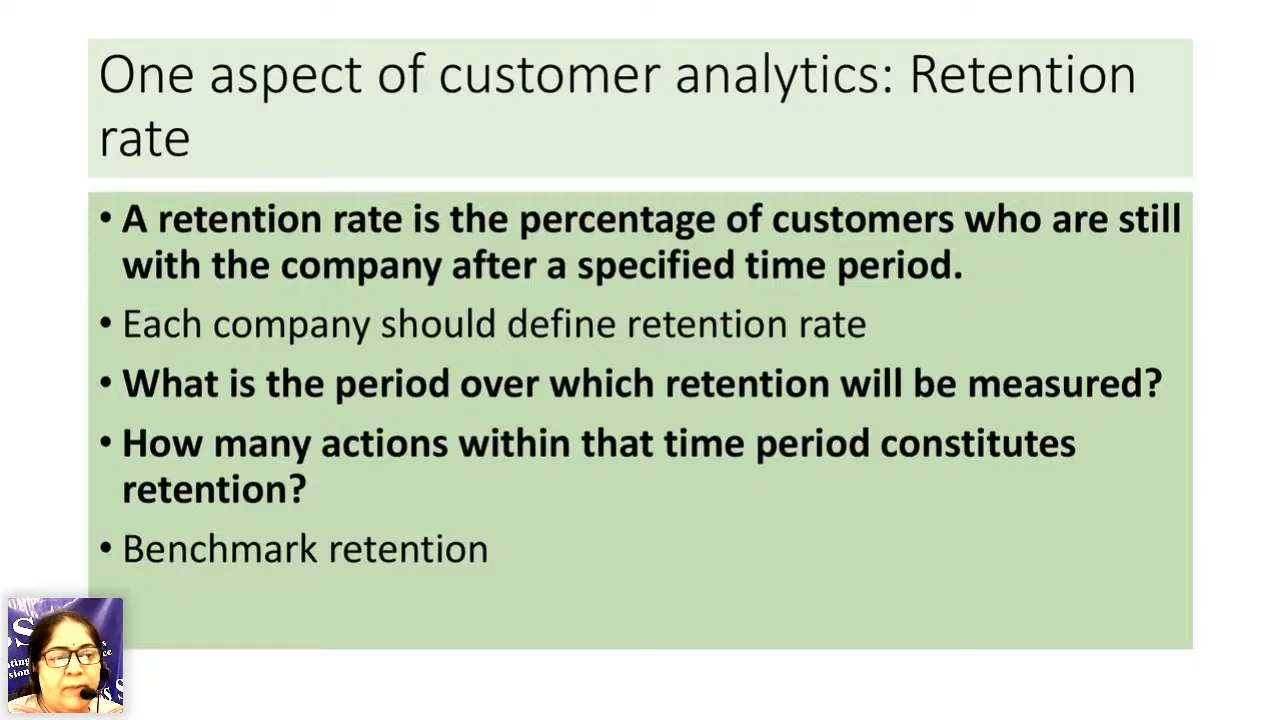 One aspect of customer analytics: Retention
rate
• A retention rate is the percentage of customers who are still
with the company after a specified time period.
• Each company should define retention rate
• What is the period over which retention will be measured?
• How many actions within that time period constitutes
retention?
• Benchmark retention